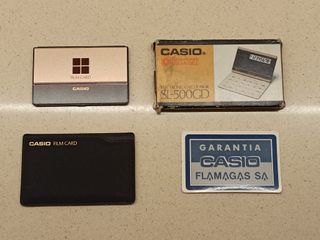 FILM CARD
CASIO
CASIO
SL-500GD
CASIO FILM CARD
GARANTIA
CASIO
FLAMAGAS SA